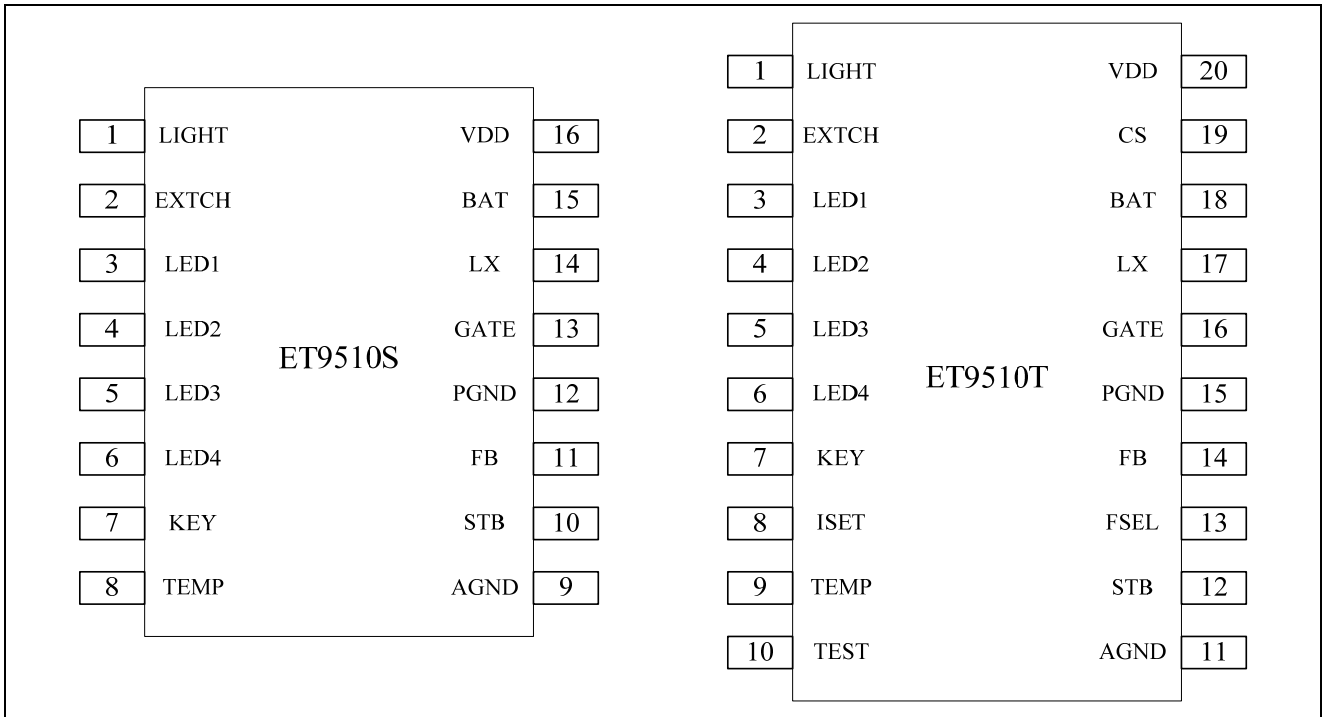 1 LIGHT VDD 16
2 EXTCH BAT 15
3 LED1 LX 14
4 LED2 GATE 13
ET9510S
5 LED3 PGND 12
6 LED4 FB 11
7 KEY STB 10
8 TEMP AGND 9
1 LIGHT VDD 20
2 EXTCH CS 19
3 LED1 BAT 18
4 LED2 LX 17
5 LED3 GATE 16
ET9510T
6 LED4 PGND 15
7 KEY FB 14
8 ISET FSEL 13
9 TEMP STB 12
10 TEST AGND 11